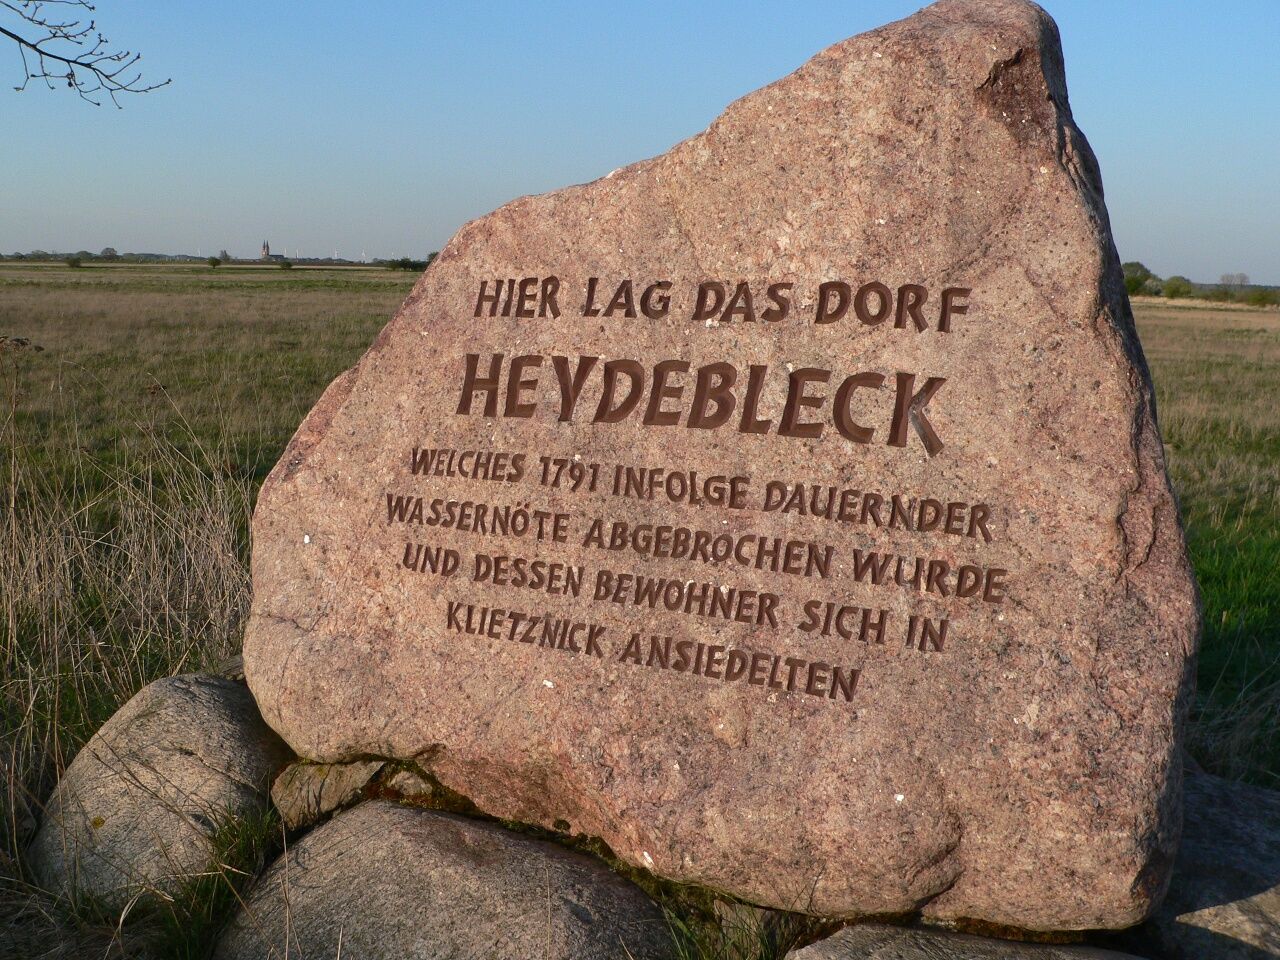 HIER LAG DAS DORF
HEYDEBLECK
WELCHES 1791 INFOLGE DAUERNDER
WASSERNÖTE ABGEBROCHEN WURDE
UND DESSEN BEWOHNER SICH IN
KLIETZNICK ANSIEDELTEN